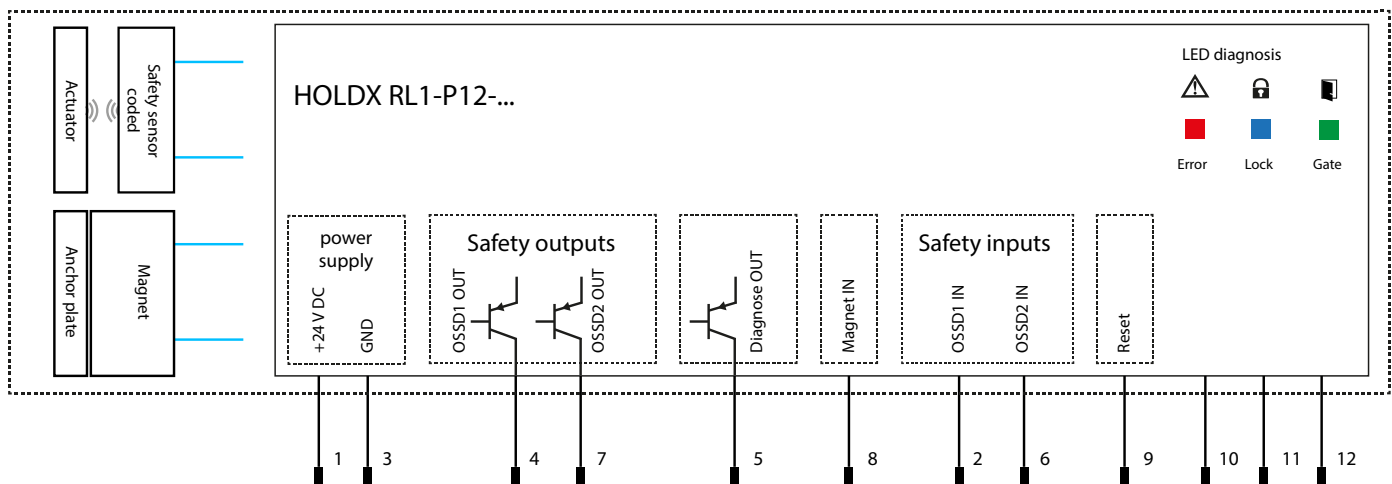 Actuator
Safety sensor
coded
Anchor plate
Magnet
HOLDX RL1-P12-...
LED diagnosis
Error
Lock
Gate
power
supply
+24 V DC
GND
Safety outputs
OSSD1 OUT
OSSD2 OUT
Diagnose OUT
Magnet IN
Safety inputs
OSSD1 IN
OSSD2 IN
Reset
1
3
4
7
5
8
2
6
9
10
11
12